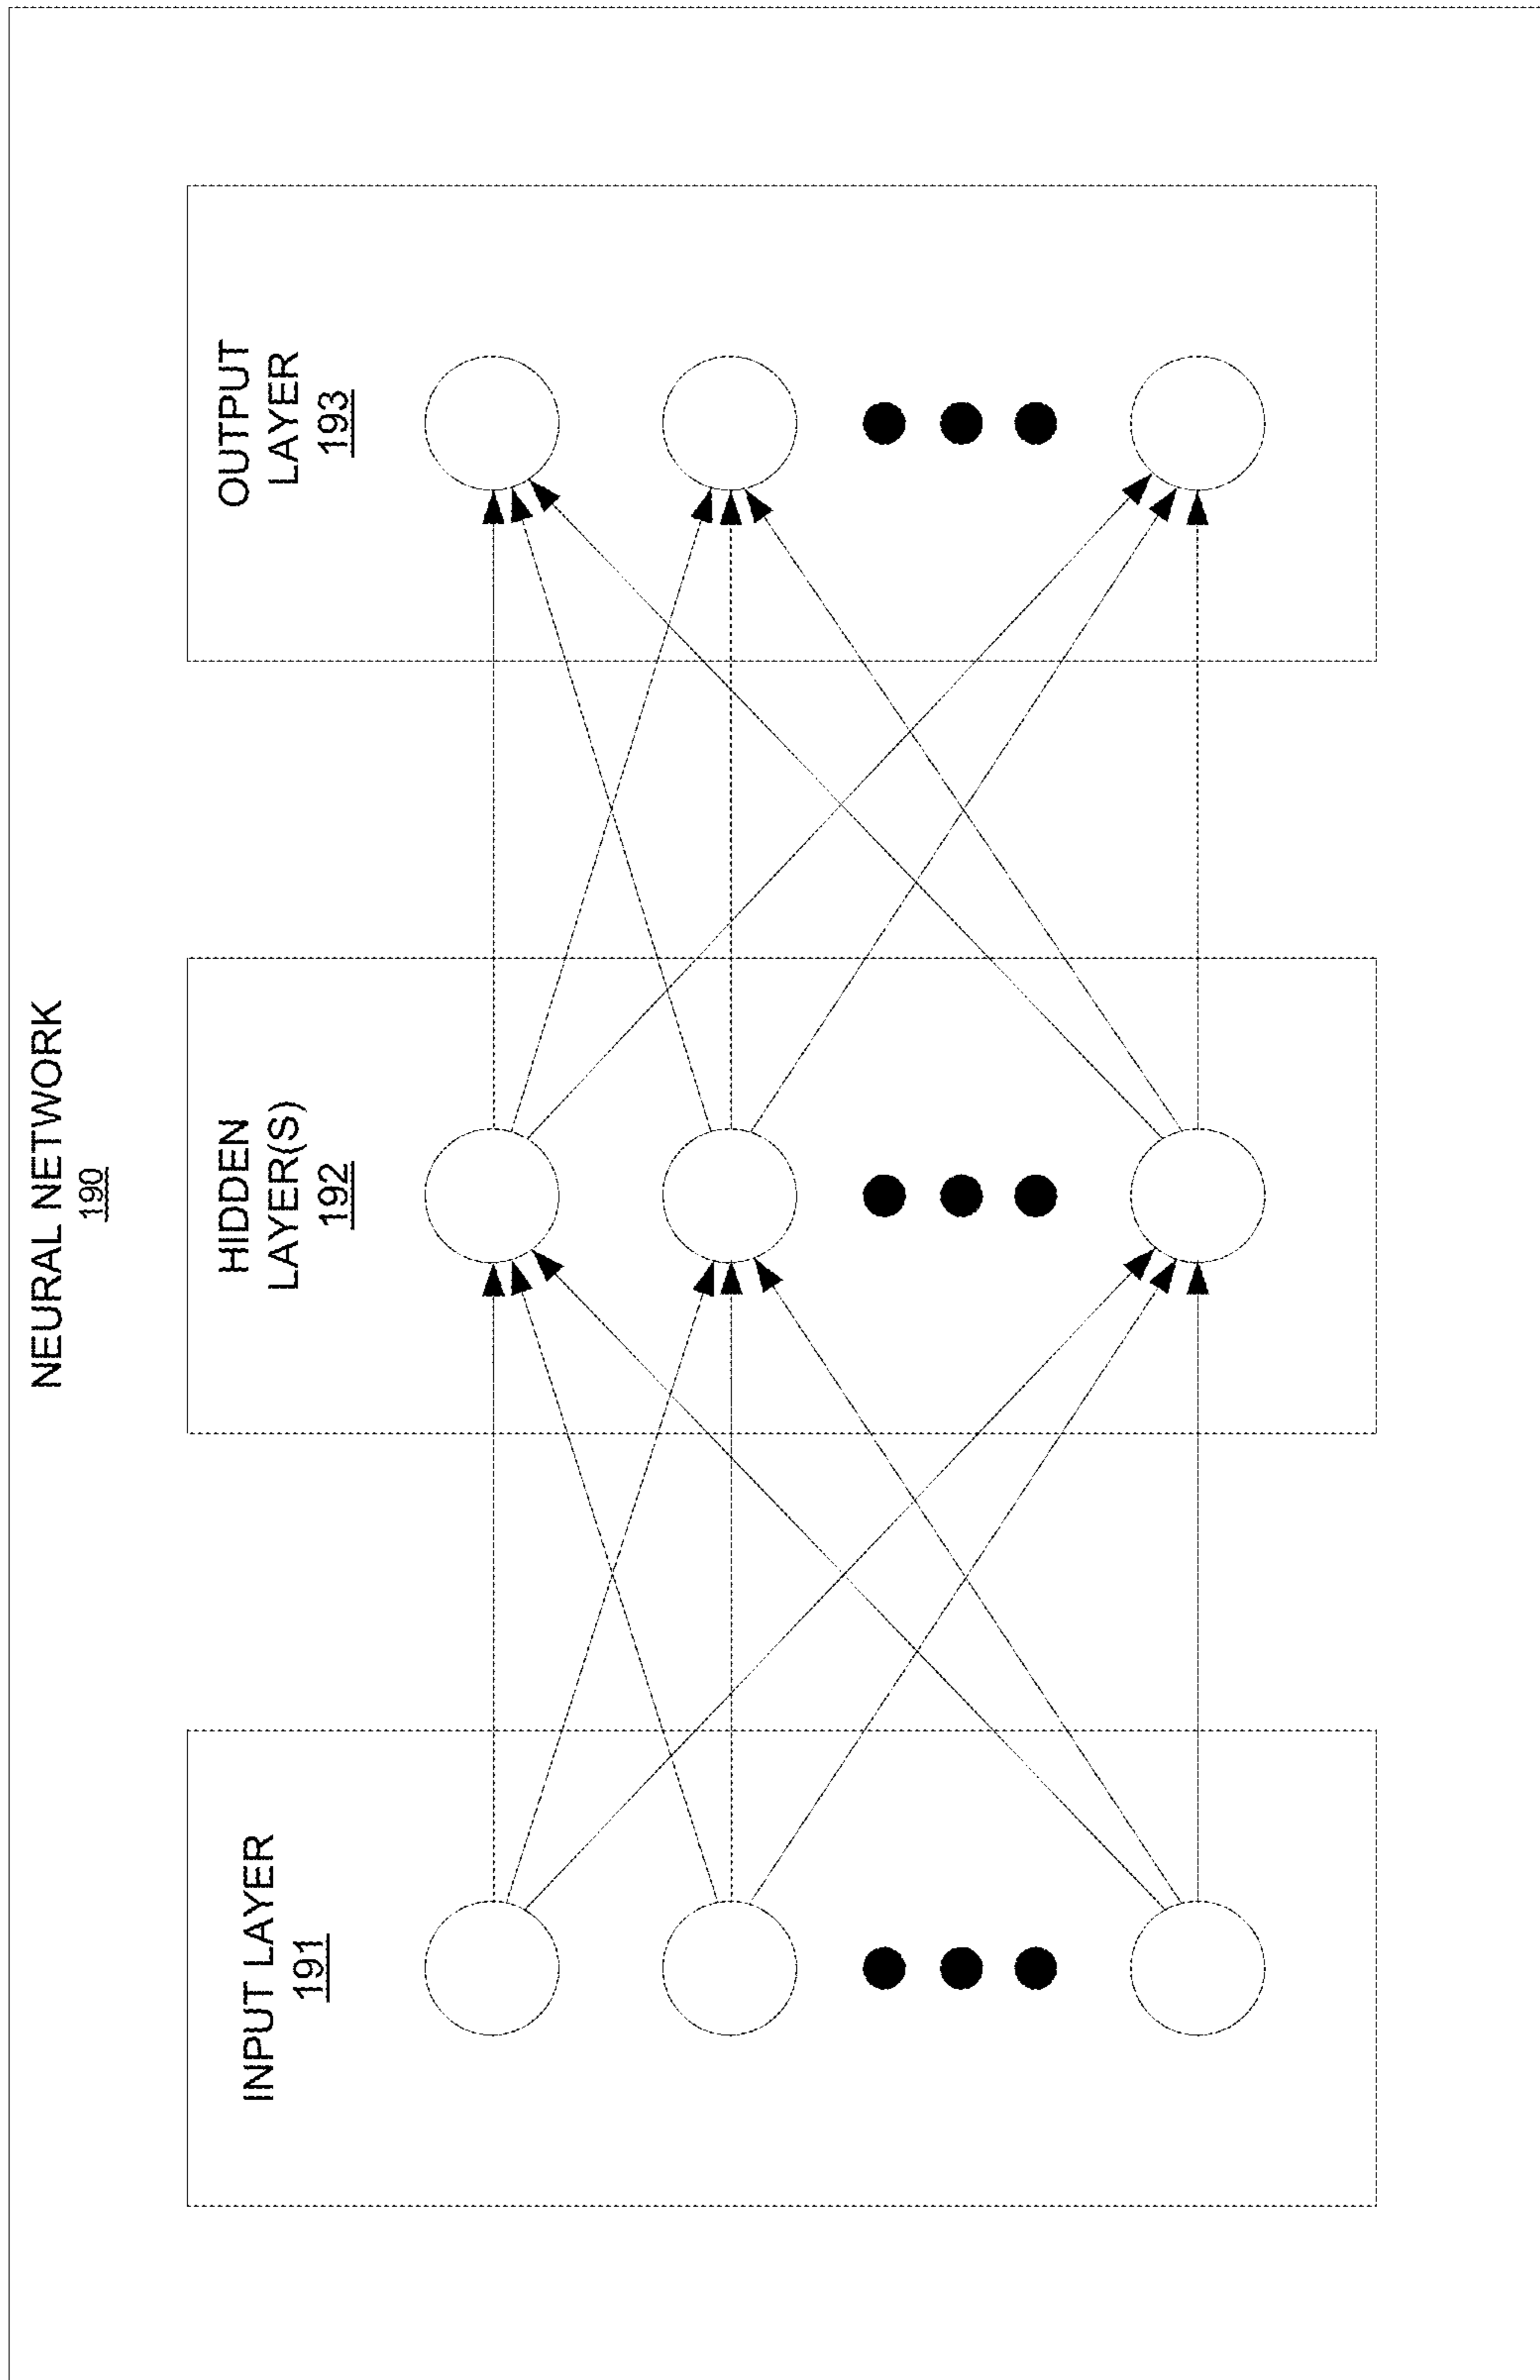 NEURAL NETWORK
190
INPUT LAYER
191
HIDDEN
LAYER(S)
192
OUTPUT
LAYER
193